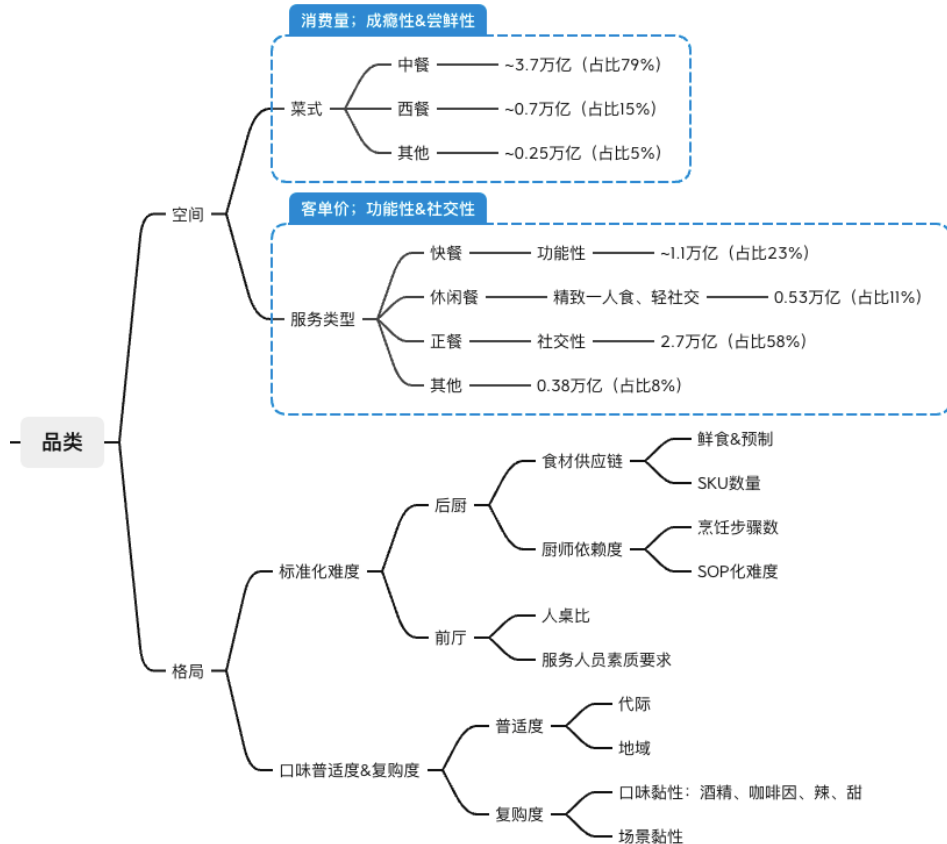 消费量；成瘾性&尝鲜性
中餐 ~3.7万亿（占比79%）
菜式 西餐 ~0.7万亿（占比15%）
其他 ~0.25万亿（占比5%）
客单价；功能性&社交性
空间
快餐 功能性 ~1.1万亿（占比23%）
休闲餐 精致一人食、轻社交 0.53万亿（占比11%）
服务类型
正餐 社交性 2.7万亿（占比58%）
其他 0.38万亿（占比8%）
品类
鲜食&预制
食材供应链
SKU数量
后厨
烹饪步骤数
厨师依赖度
SOP化难度
标准化难度
人桌比
前厅
服务人员素质要求
格局
代际
普适度
地域
口味普适度&复购度
口味黏性：酒精、咖啡因、辣、甜
复购度
场景黏性